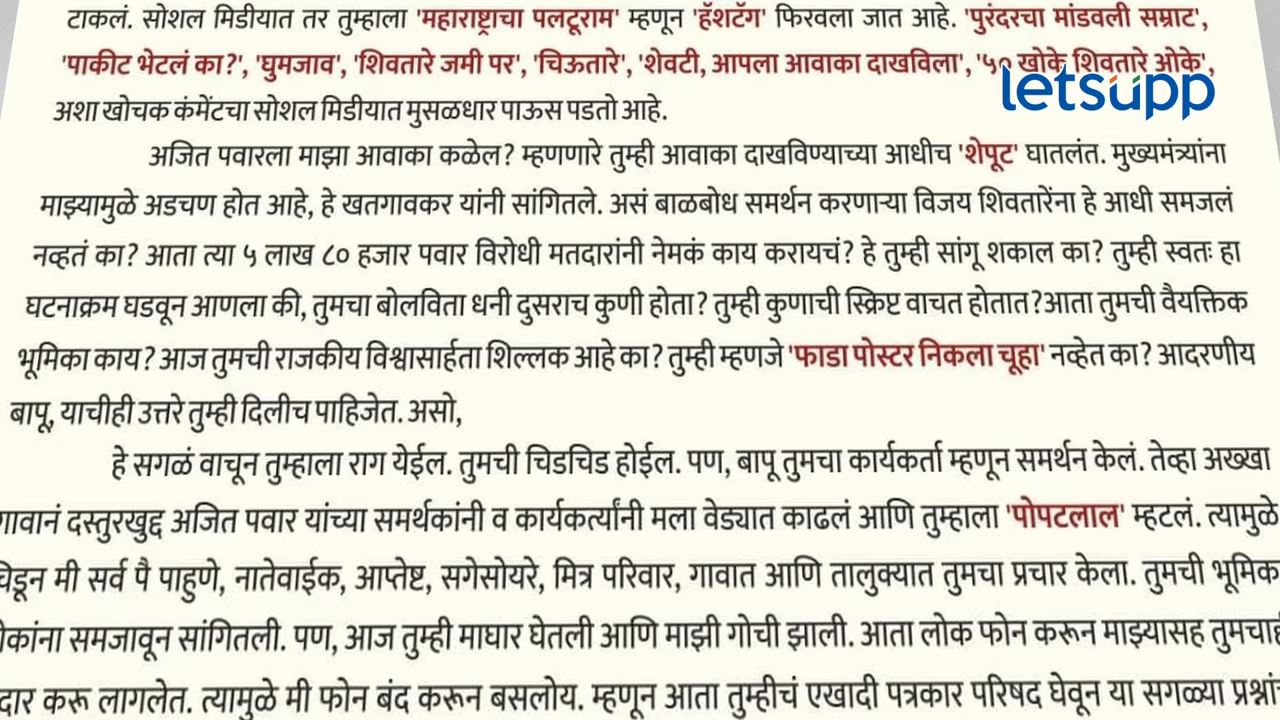 टाकलं. सोशल मिडीयात तर तुम्हाला 'महाराष्ट्राचा पलटूराम' म्हणून 'हॅशटॅग' फिरवला जात आहे. 'पुरंदरचा मांडवली सम्राट',
'पाकीट भेटलं का?', 'घुमजाव', 'शिवतारे जमी पर', 'चिऊतारे', 'शेवटी, आपला आवाका दाखविला', '५० खोके शिवतारे ओके',
letsupp
अशा खोचक कंमेंटचा सोशल मिडीयात मुसळधार पाऊस पडतो आहे.
अजित पवारला माझा आवाका कळेल? म्हणणारे तुम्ही आवाका दाखविण्याच्या आधीच 'शेपूट' घातलंत. मुख्यमंत्र्यांना
माझ्यामुळे अडचण होत आहे, हे खतगावकर यांनी सांगितले. असं बाळबोध समर्थन करणाऱ्या विजय शिवतारेंना हे आधी समजलं
नव्हतं का? आता त्या ५ लाख ८० हजार पवार विरोधी मतदारांनी नेमकं काय करायचं? हे तुम्ही सांगू शकाल का? तुम्ही स्वतः हा
घटनाक्रम घडवून आणला की, तुमचा बोलविता धनी दुसराच कुणी होता? तुम्ही कुणाची स्क्रिप्ट वाचत होतात?आता तुमची वैयक्तिक
भूमिका काय? आज तुमची राजकीय विश्वासार्हता शिल्लक आहे का? तुम्ही म्हणजे 'फाडा पोस्टर निकला चूहा' नव्हेत का? आदरणीय
बापू, याचीही उत्तरे तुम्ही दिलीच पाहिजेत. असो,
हे सगळं वाचून तुम्हाला राग येईल. तुमची चिडचिड होईल. पण, बापू तुमचा कार्यकर्ता म्हणून समर्थन केलं. तेव्हा अख्खा
गावानं दस्तुरखुद्द अजित पवार यांच्या समर्थकांनी व कार्यकर्त्यांनी मला वेड्यात काढलं आणि तुम्हाला 'पोपटलाल' म्हटलं. त्यामुळे
चिडून मी सर्व पै पाहुणे, नातेवाईक, आप्तेष्ट, सगेसोयरे, मित्र परिवार, गावात आणि तालुक्यात तुमचा प्रचार केला. तुमची भूमिक
कांना समजावून सांगितली. पण, आज तुम्ही माघार घेतली आणि माझी गोची झाली. आता लोक फोन करून माझ्यासह तुमचाही
दार करू लागलेत. त्यामुळे मी फोन बंद करून बसलोय. म्हणून आता तुम्हीचं एखादी पत्रकार परिषद घेवून या सगळ्या